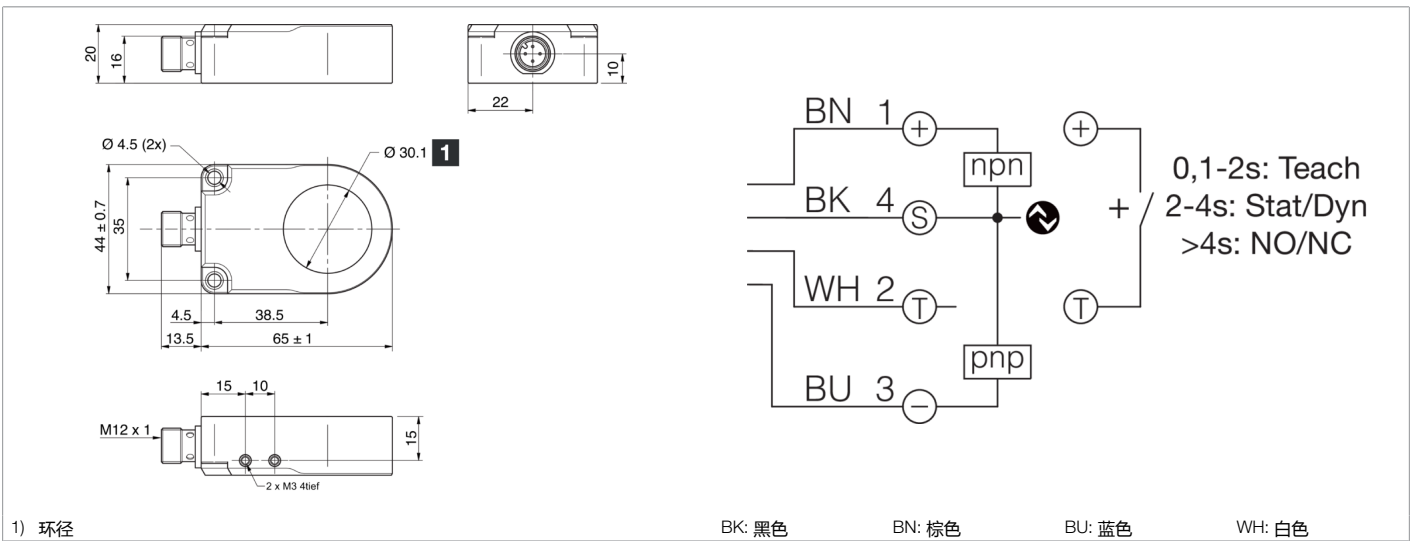 20
16
10
22
Ø 4.5 (2x)
Ø 30.1 1
44 ± 0.7
35
4.5 38.5
13.5 65 ± 1
15 10
M12 x 1
15
2 x M3 4tief
BN 1 +
npn
BK 4 S
WH 2 T
pnp
BU 3 −
+
+
T
0,1-2s: Teach
2-4s: Stat/Dyn
>4s: NO/NC
1) 环径
BK: 黑色 BN: 棕色 BU: 蓝色 WH: 白色